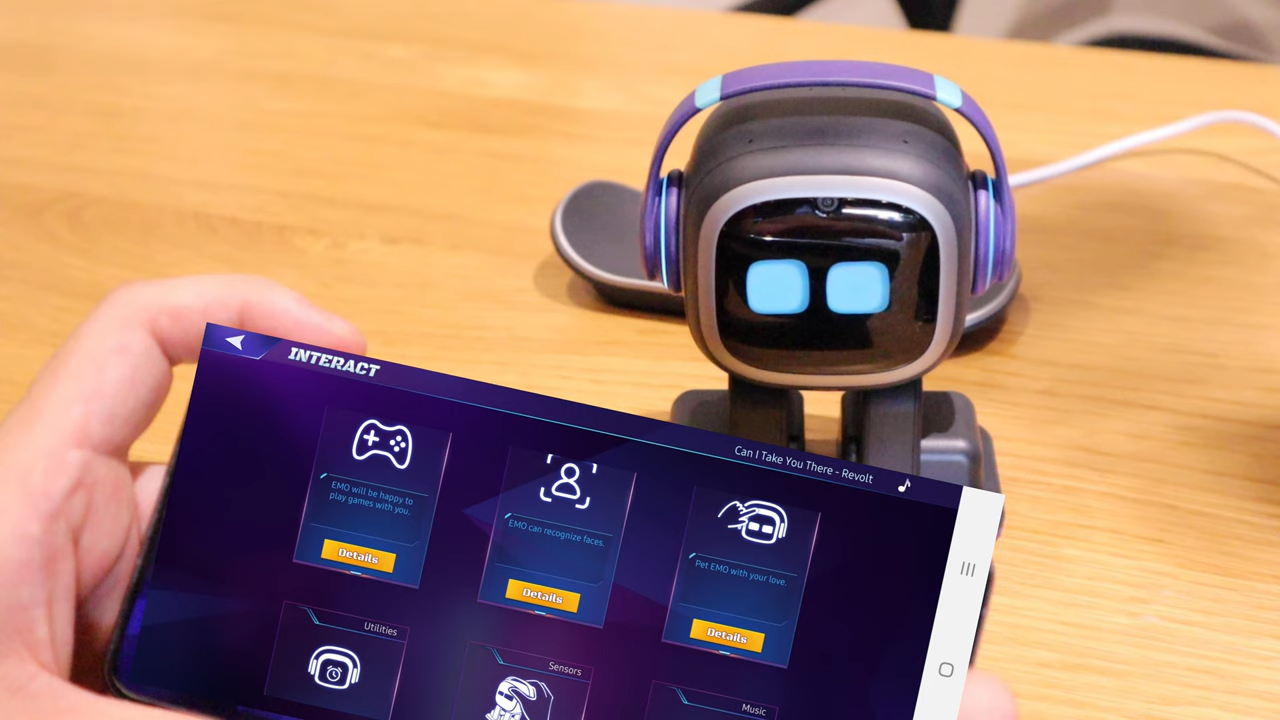 INTERACT
Can I Take You There - Revolt
EMO will be happy to
play games with you.
Details
EMO can recognize faces.
Details
Pet EMO with your love.
Details
Utilities
Sensors
Music